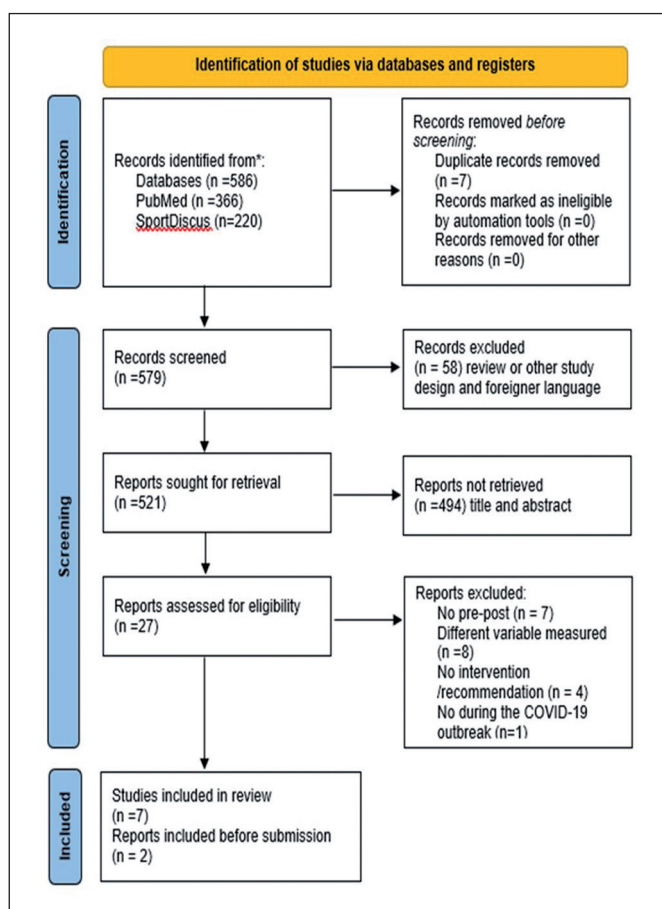 Identification of studies via databases and registers
Identification
Records identified from*:
Databases (n =586)
PubMed (n =366)
SportDiscus (n=220)
Records removed before
screening:
Duplicate records removed
(n =7)
Records marked as ineligible
by automation tools (n =0)
Records removed for other
reasons (n =0)
Screening
Records screened
(n =579)
Records excluded
(n = 58) review or other study
design and foreigner language
Reports sought for retrieval
(n =521)
Reports not retrieved
(n =494) title and abstract
Reports assessed for eligibility
(n =27)
Reports excluded:
No pre-post (n = 7)
Different variable measured
(n =8)
No intervention
/recommendation (n = 4)
No during the COVID-19
outbreak (n=1)
Included
Studies included in review
(n =7)
Reports included before submission
(n = 2)